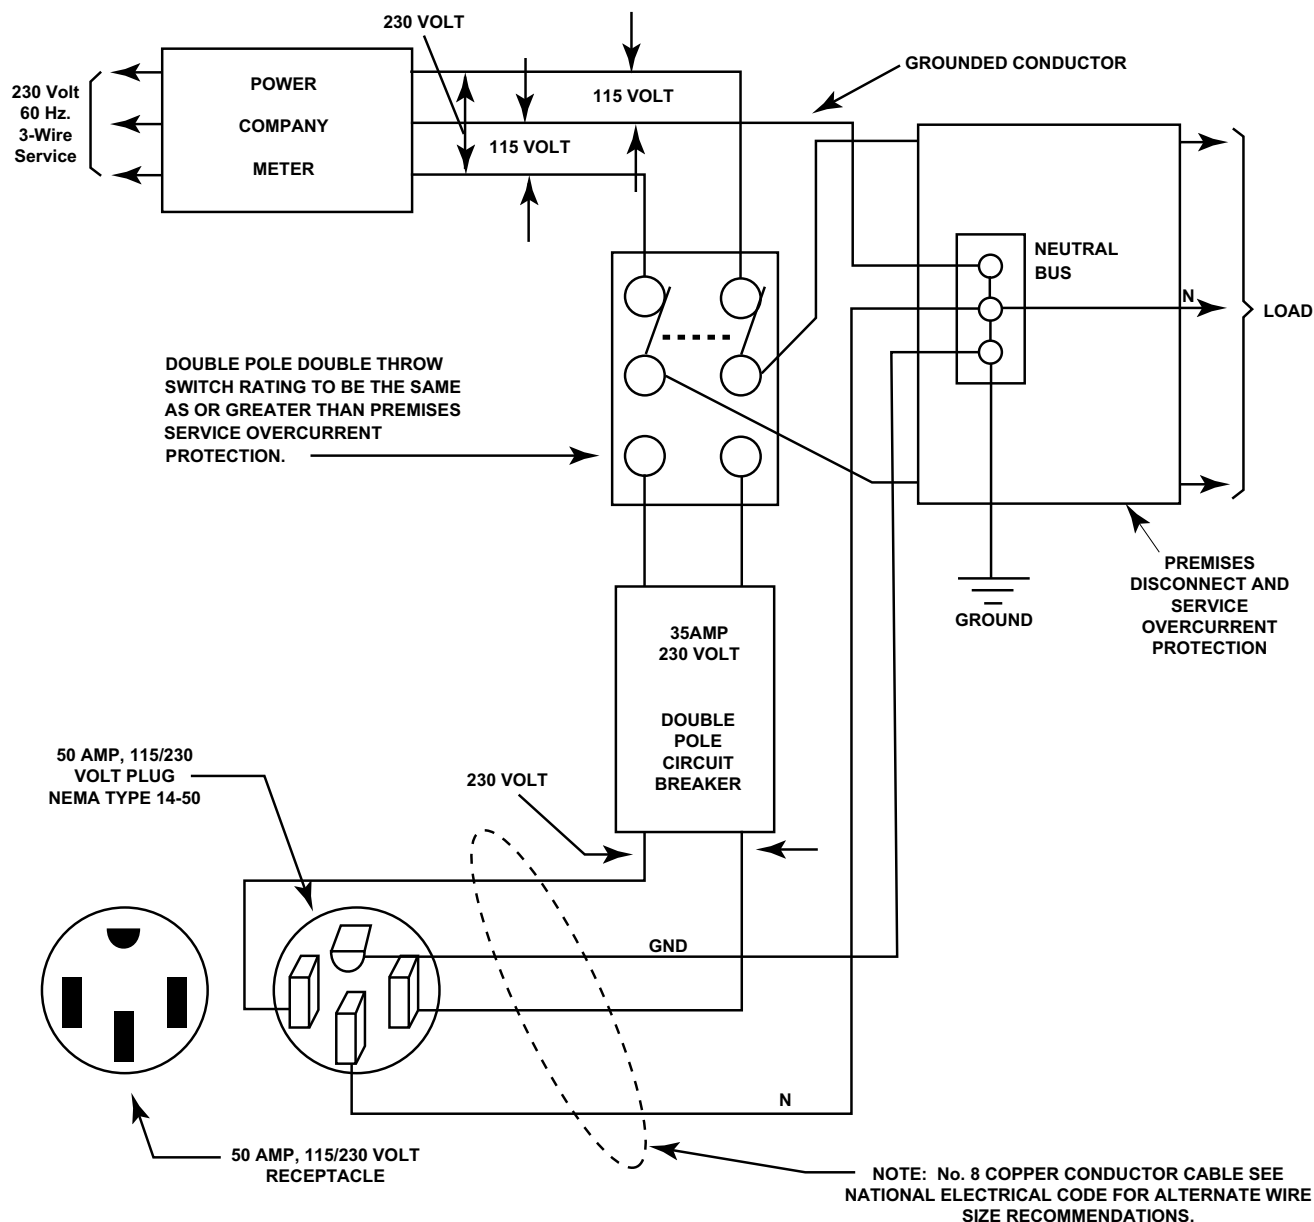 230 VOLT
GROUNDED CONDUCTOR
230 Volt
60 Hz.
3-Wire
Service
POWER
COMPANY
METER
115 VOLT
115 VOLT
NEUTRAL
BUS
N
LOAD
DOUBLE POLE DOUBLE THROW
SWITCH RATING TO BE THE SAME
AS OR GREATER THAN PREMISES
SERVICE OVERCURRENT
PROTECTION.
GROUND
PREMISES
DISCONNECT AND
SERVICE
OVERCURRENT
PROTECTION
35AMP
230 VOLT
DOUBLE
POLE
CIRCUIT
BREAKER
50 AMP, 115/230
VOLT PLUG
NEMA TYPE 14-50
230 VOLT
GND
N
50 AMP, 115/230 VOLT
RECEPTACLE
NOTE: No. 8 COPPER CONDUCTOR CABLE SEE
NATIONAL ELECTRICAL CODE FOR ALTERNATE WIRE
SIZE RECOMMENDATIONS.